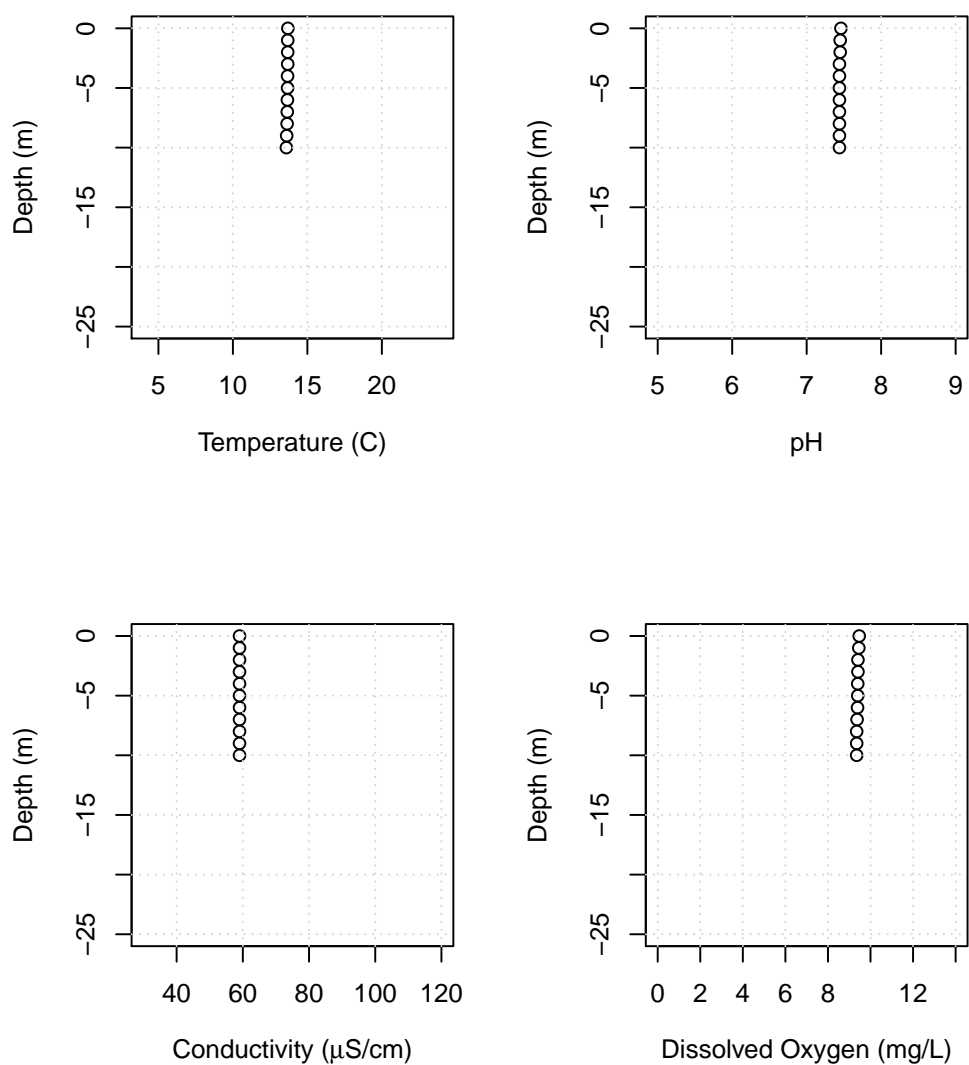 Depth (m)
0
−5
−15
−25
5 10 15 20
Temperature (C)
Depth (m)
0
−5
−15
−25
5 6 7 8 9
pH
Depth (m)
0
−5
−15
−25
40 60 80 100 120
Conductivity (μS/cm)
Depth (m)
0
−5
−15
−25
0 2 4 6 8 12
Dissolved Oxygen (mg/L)